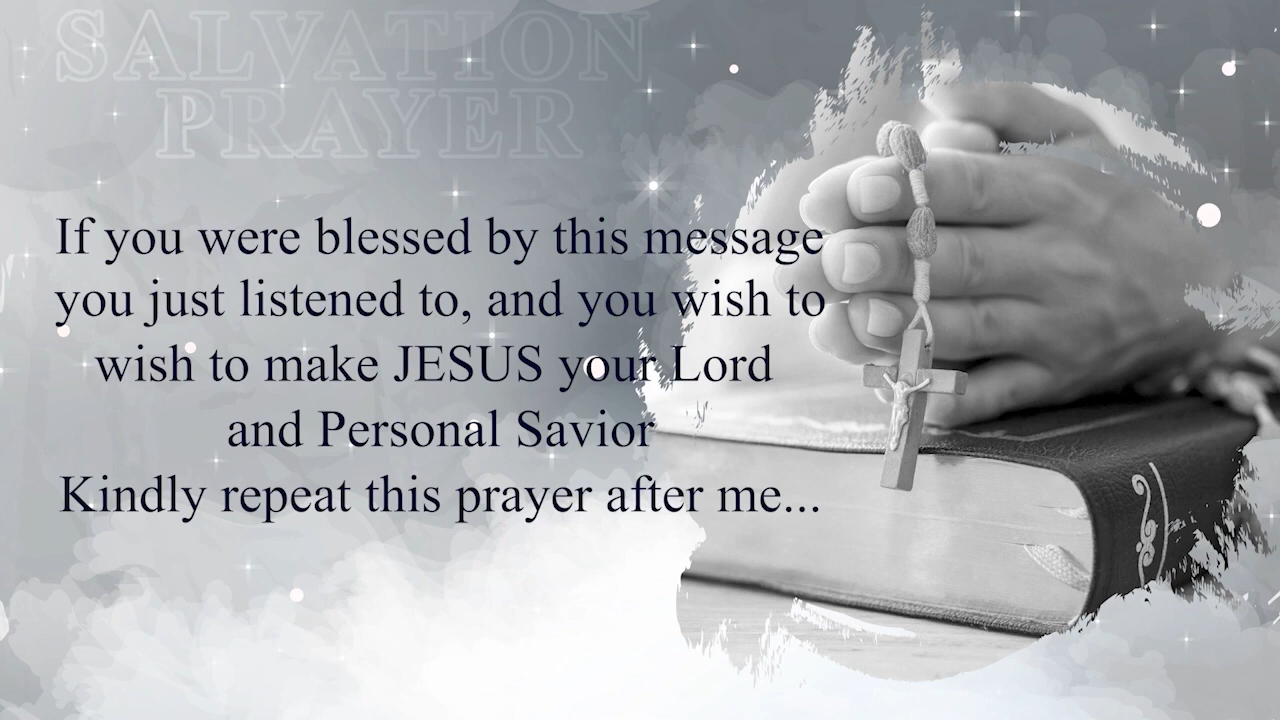 SALVATION
PRAYER
If you were blessed by this message
you just listened to, and you wish to
wish to make JESUS your Lord
and Personal Savior
Kindly repeat this prayer after me...